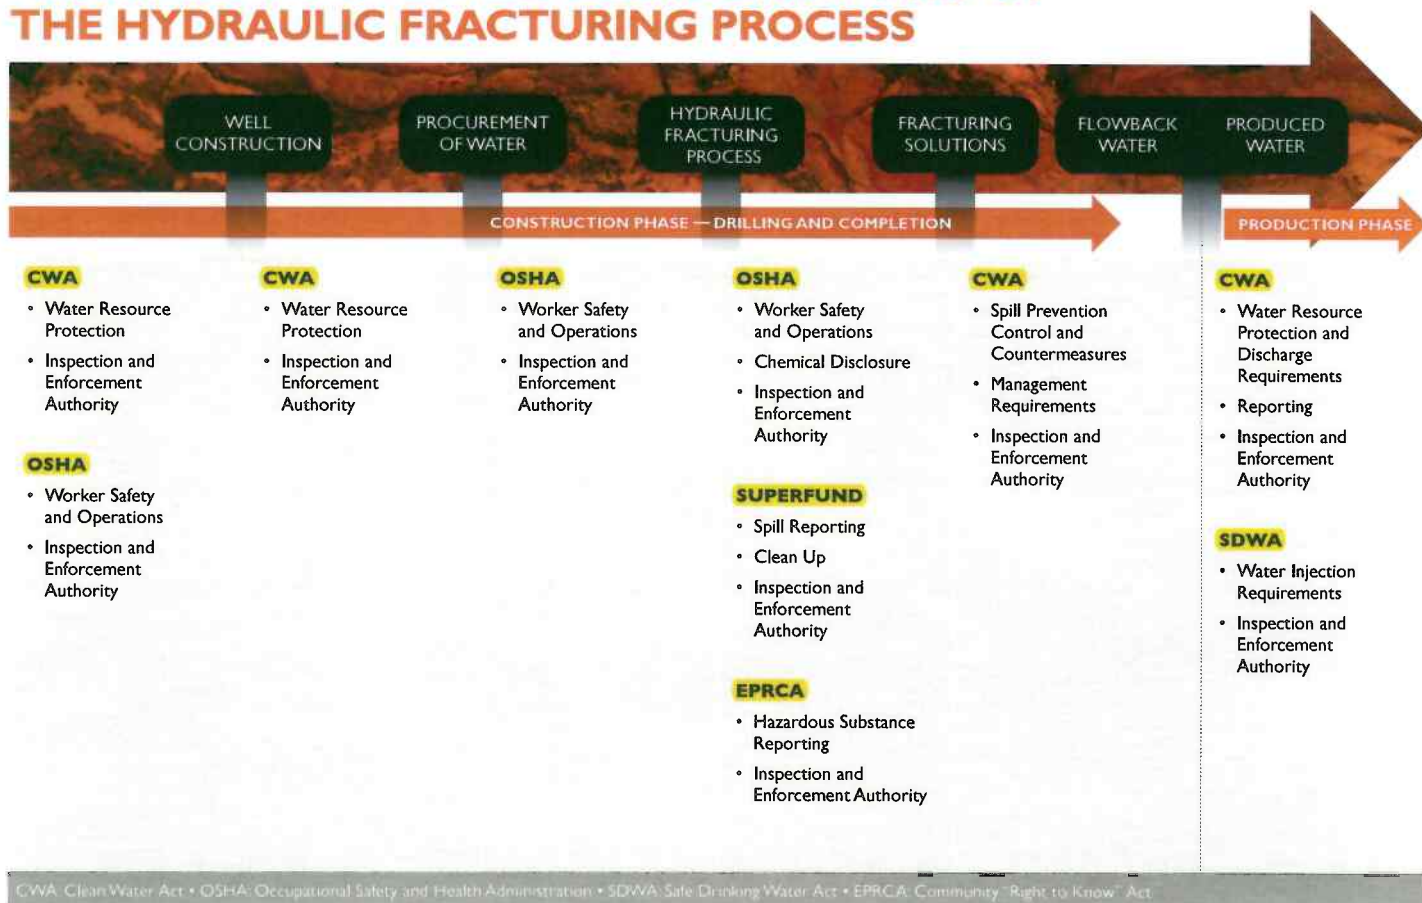 THE HYDRAULIC FRACTURING PROCESS
WELL
CONSTRUCTION
PROCUREMENT
OF WATER
HYDRAULIC
FRACTURING
PROCESS
FRACTURING
SOLUTIONS
FLOWBACK
WATER
PRODUCED
WATER
CONSTRUCTION PHASE — DRILLING AND COMPLETION
PRODUCTION PHASE
CWA
• Water Resource
Protection
• Inspection and
Enforcement
Authority
OSHA
• Worker Safety
and Operations
• Inspection and
Enforcement
Authority
CWA
• Water Resource
Protection
• Inspection and
Enforcement
Authority
OSHA
• Worker Safety
and Operations
• Inspection and
Enforcement
Authority
OSHA
• Worker Safety
and Operations
• Chemical Disclosure
• Inspection and
Enforcement
Authority
SUPERFUND
• Spill Reporting
• Clean Up
• Inspection and
Enforcement
Authority
EPRCA
• Hazardous Substance
Reporting
• Inspection and
Enforcement Authority
CWA
• Spill Prevention
Control and
Countermeasures
• Management
Requirements
• Inspection and
Enforcement
Authority
CWA
• Water Resource
Protection and
Discharge
Requirements
• Reporting
• Inspection and
Enforcement
Authority
SDWA
• Water Injection
Requirements
• Inspection and
Enforcement
Authority
CWA: Clean Water Act • OSHA: Occupational Safety and Health Administration • SDWA: Safe Drinking Water Act • EPRCA: Community "Right to Know" Act